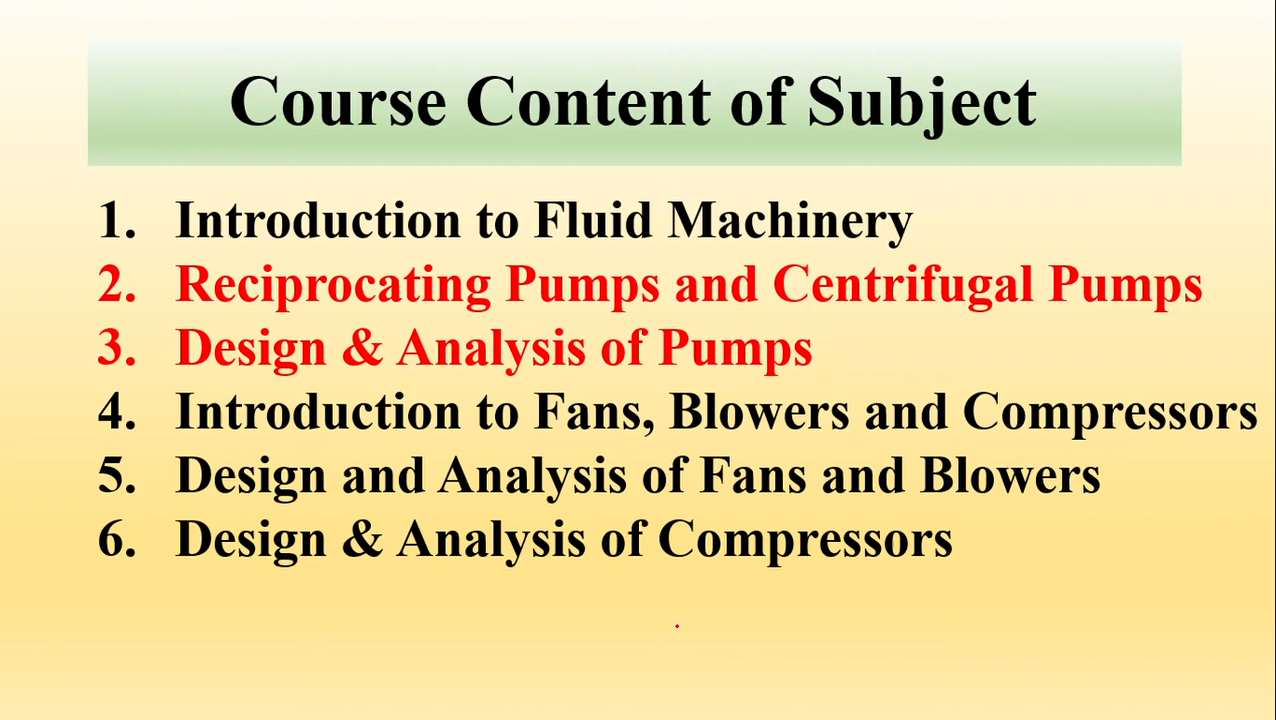 Course Content of Subject
1. Introduction to Fluid Machinery
2. Reciprocating Pumps and Centrifugal Pumps
3. Design & Analysis of Pumps
4. Introduction to Fans, Blowers and Compressors
5. Design and Analysis of Fans and Blowers
6. Design & Analysis of Compressors